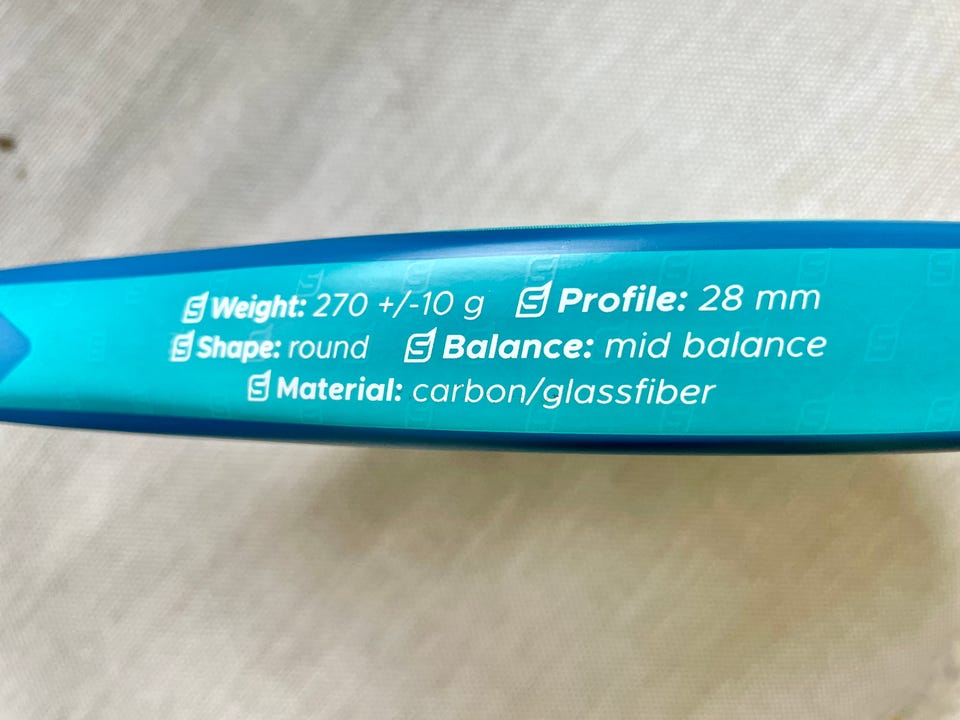 Weight: 270 +/-10 g Profile: 28 mm
Shape: round Balance: mid balance
Material: carbon/glassfiber